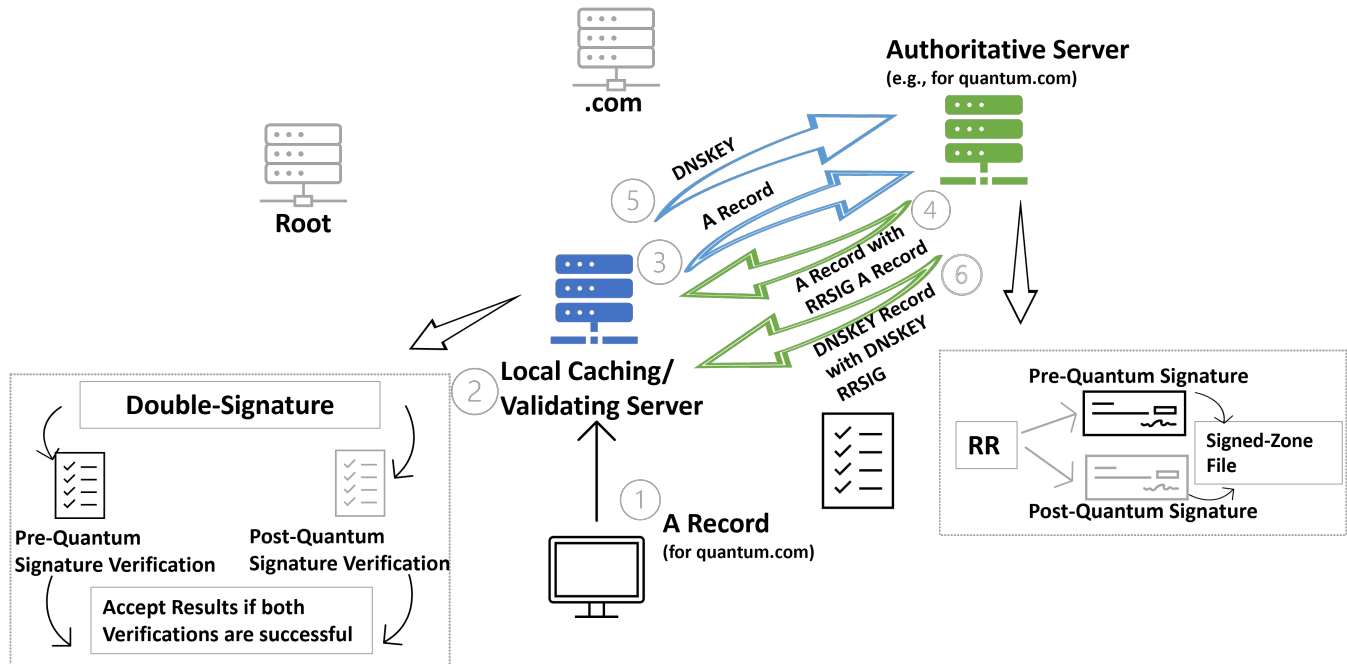 .com
Authoritative Server
(e.g., for quantum.com)
Root
5
DNSKEY
3
A Record
4
A Record with
RRSIG A Record
6
DNSKEY Record
with DNSKEY
RRSIG
2
Local Caching/
Validating Server
1
A Record
(for quantum.com)
Double-Signature
Pre-Quantum
Signature Verification
Post-Quantum
Signature Verification
Accept Results if both
Verifications are successful
Pre-Quantum Signature
RR
Signed-Zone
File
Post-Quantum Signature